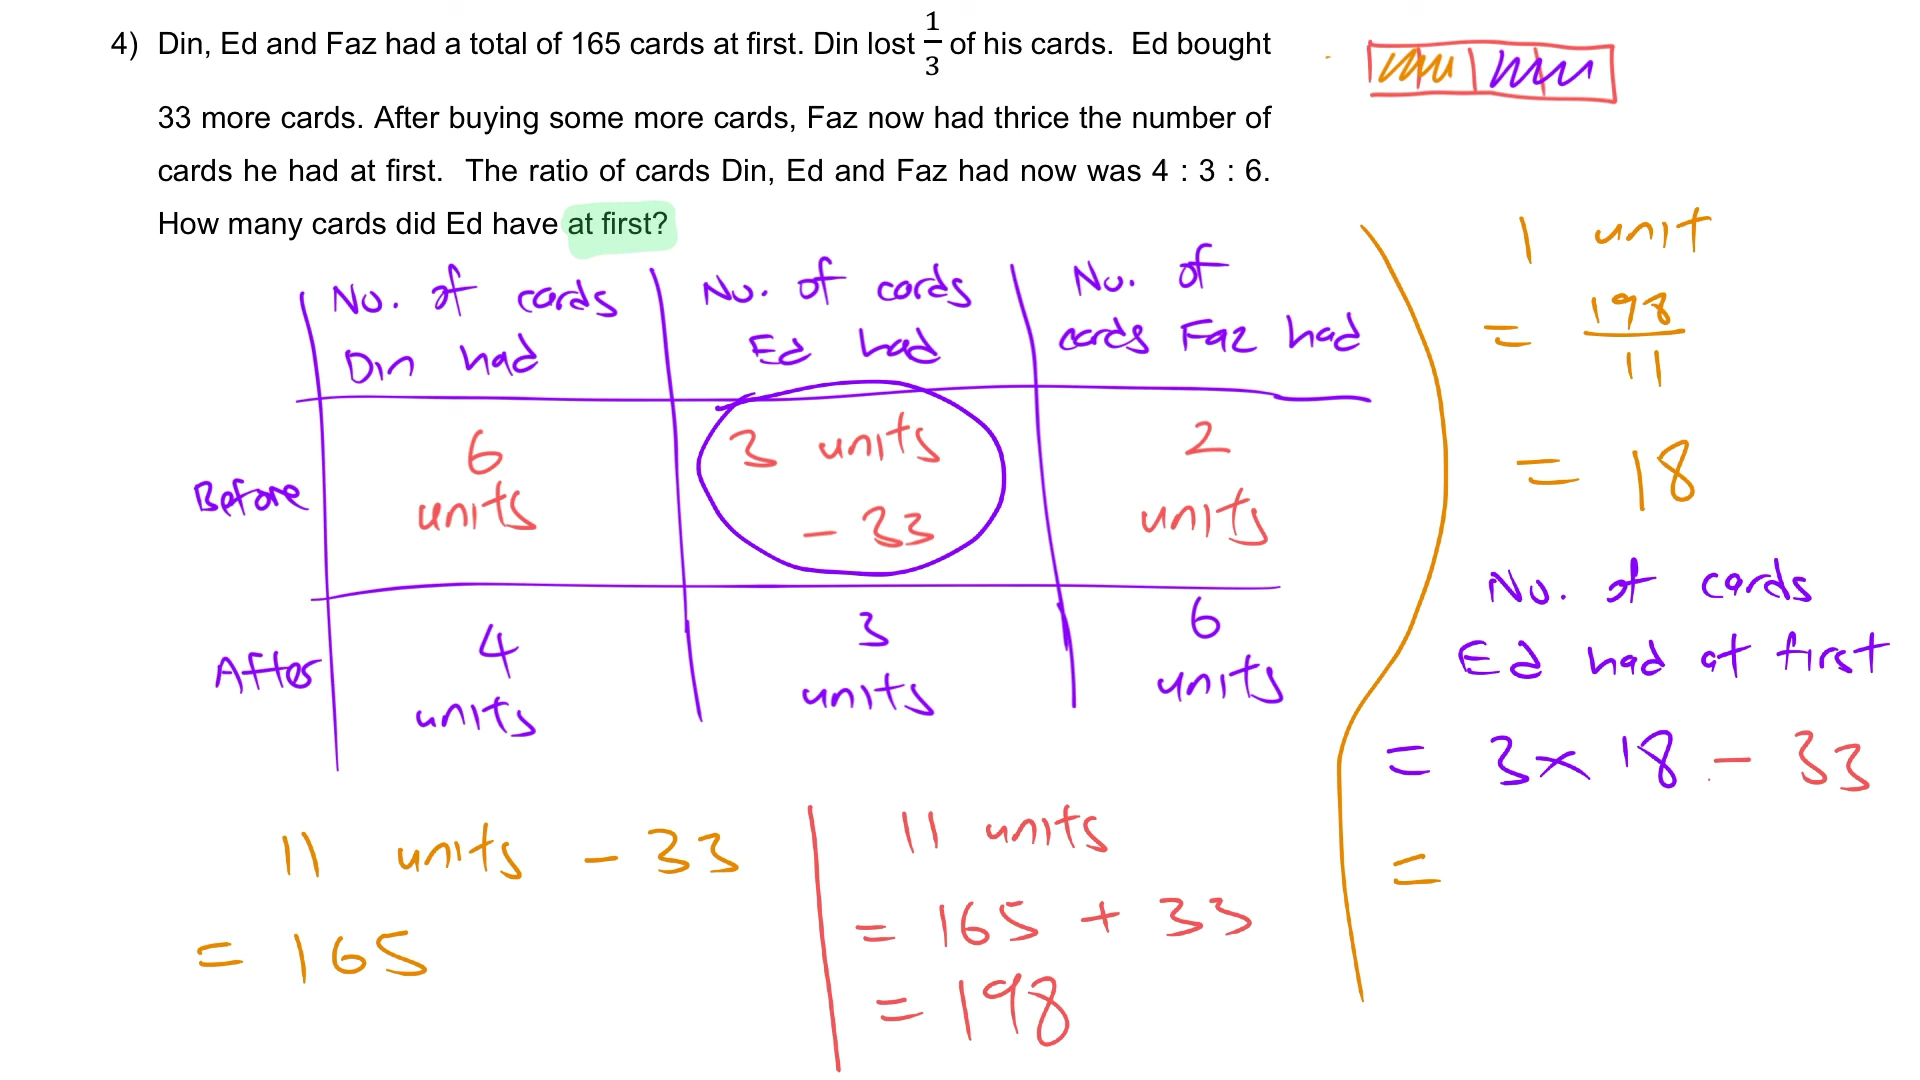 4) Din, Ed and Faz had a total of 165 cards at first. Din lost 1/3 of his cards. Ed bought
33 more cards. After buying some more cards, Faz now had thrice the number of
cards he had at first. The ratio of cards Din, Ed and Faz had now was 4 : 3 : 6.
How many cards did Ed have at first?
No. of cards
Din had
No. of cards
Ed had
No. of
cards Faz had
Before
6
units
3 units
- 33
2
units
After
4
units
3
units
6
units
11 units - 33
= 165
11 units
= 165 + 33
= 198
1 unit
= 198/11
= 18
No. of cards
Ed had at first
= 3 × 18 - 33
=